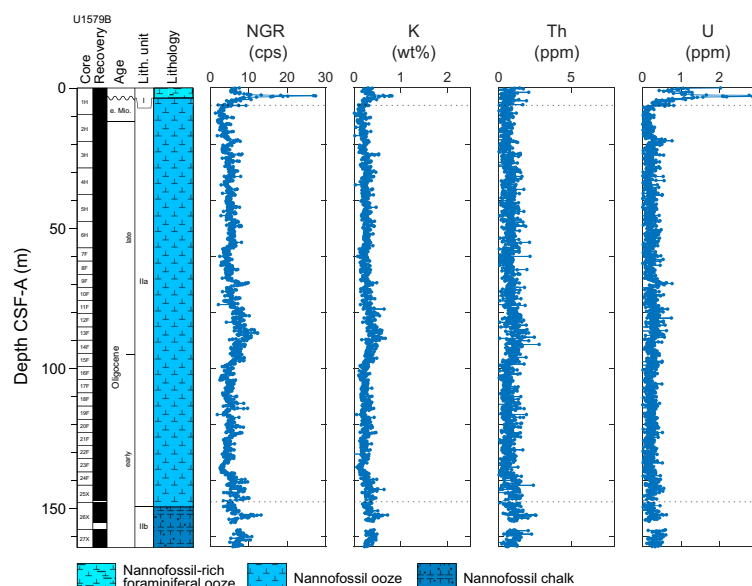 U1579B
Core
Recovery
Age
Lith. unit
Lithology
NGR
(cps)
K
(wt%)
Th
(ppm)
U
(ppm)
0 10 20 30
0 1 2
0 5
0 1 2
Depth CSF-A (m)
0
50
100
150
1H
2H
3H
4H
5H
6H
7F
8F
9F
10F
11F
12F
13F
14F
15F
16F
17F
18F
19F
20F
21F
22F
23F
24F
25X
26X
27X
e. Mio.
late
Oligocene
early
I
IIa
IIb
Nannofossil-rich
foraminiferal ooze
Nannofossil ooze
Nannofossil chalk